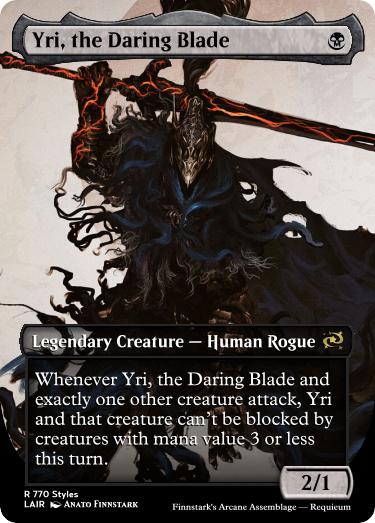 Yri, the Daring Blade
Legendary Creature — Human Rogue
Whenever Yri, the Daring Blade and
exactly one other creature attack, Yri
and that creature can't be blocked by
creatures with mana value 3 or less
this turn.
2/1
R 770 Styles
LAIR Anato Finnstark
Finnstark's Arcane Assemblage — Requieum